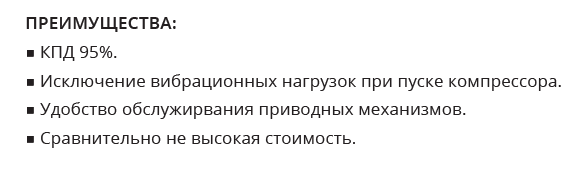 ПРЕИМУЩЕСТВА:
▪ КПД 95%.
▪ Исключение вибрационных нагрузок при пуске компрессора.
▪ Удобство обслужирвания приводных механизмов.
▪ Сравнительно не высокая стоимость.